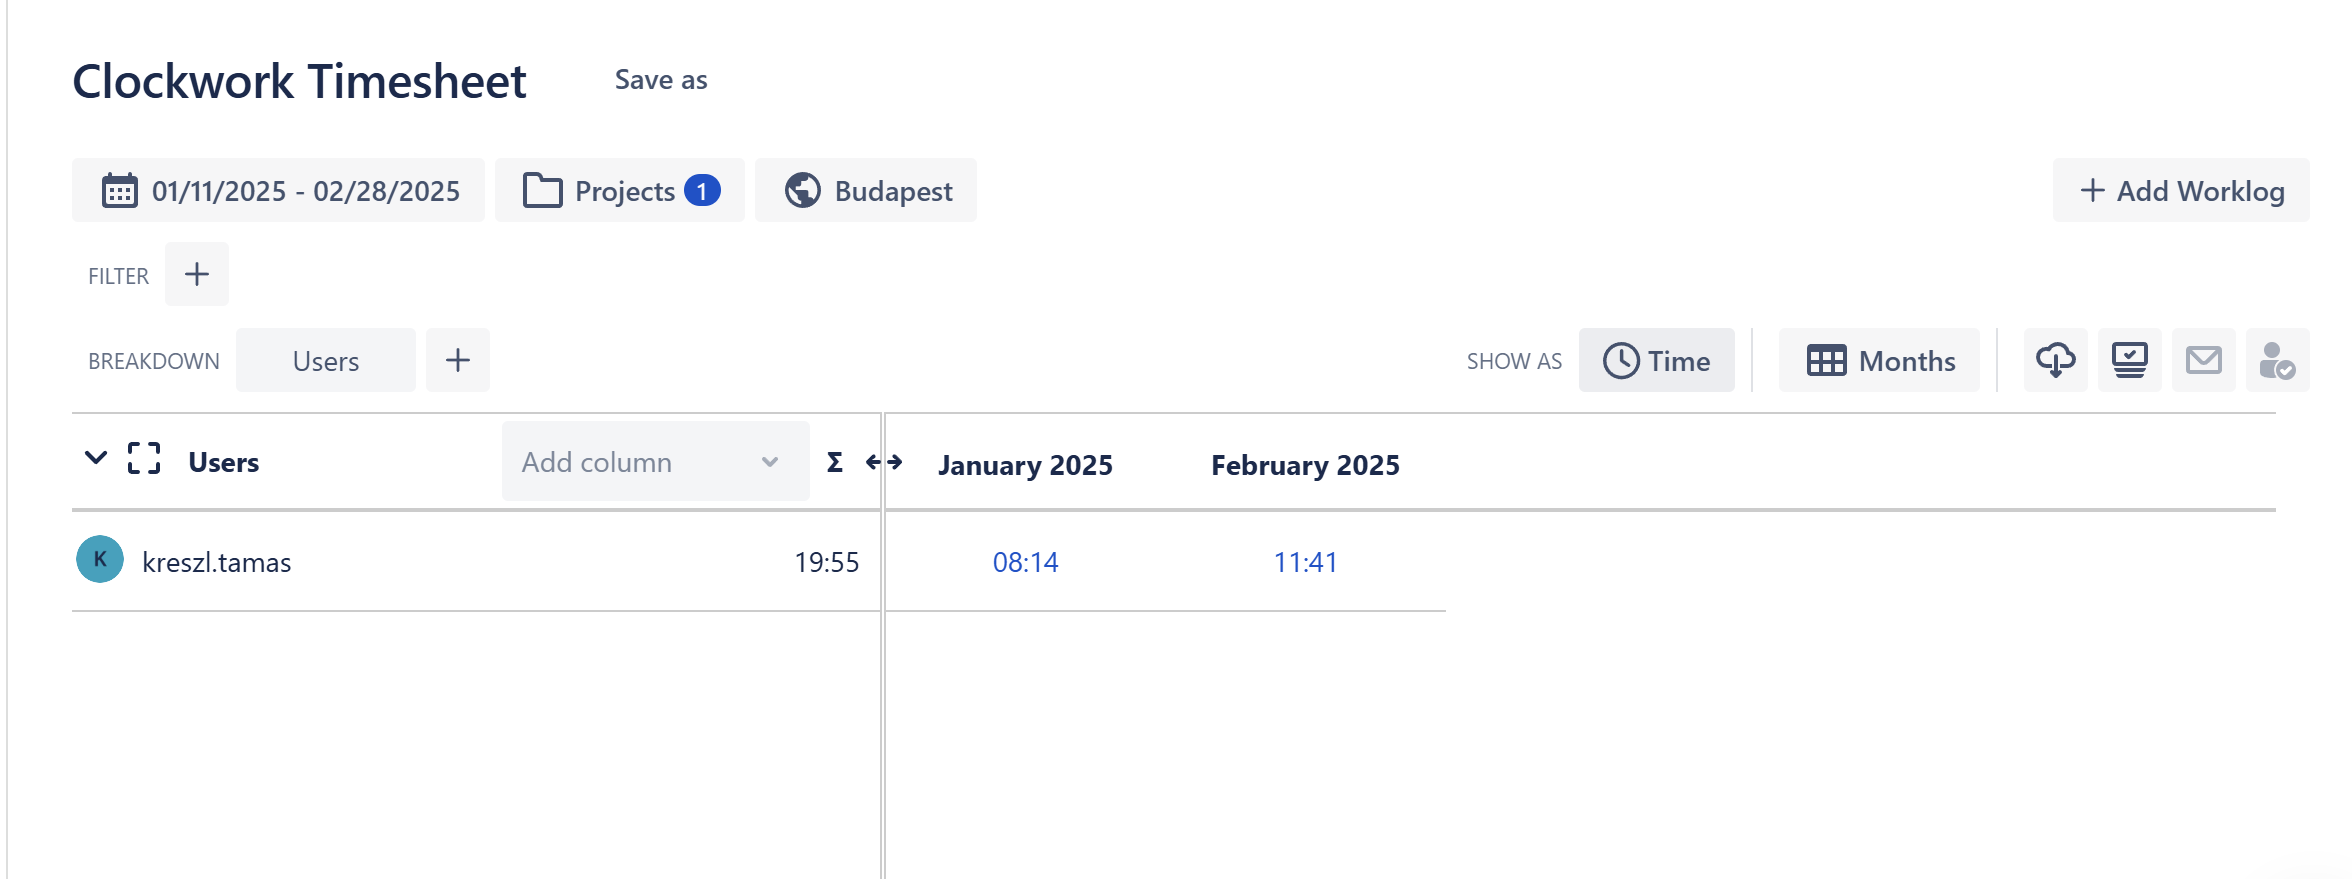 Clockwork Timesheet Save as
01/11/2025 - 02/28/2025 Projects 1 Budapest + Add Worklog
FILTER +
BREAKDOWN Users + SHOW AS Time Months
Users Add column Σ January 2025 February 2025
K kreszl.tamas 19:55 08:14 11:41